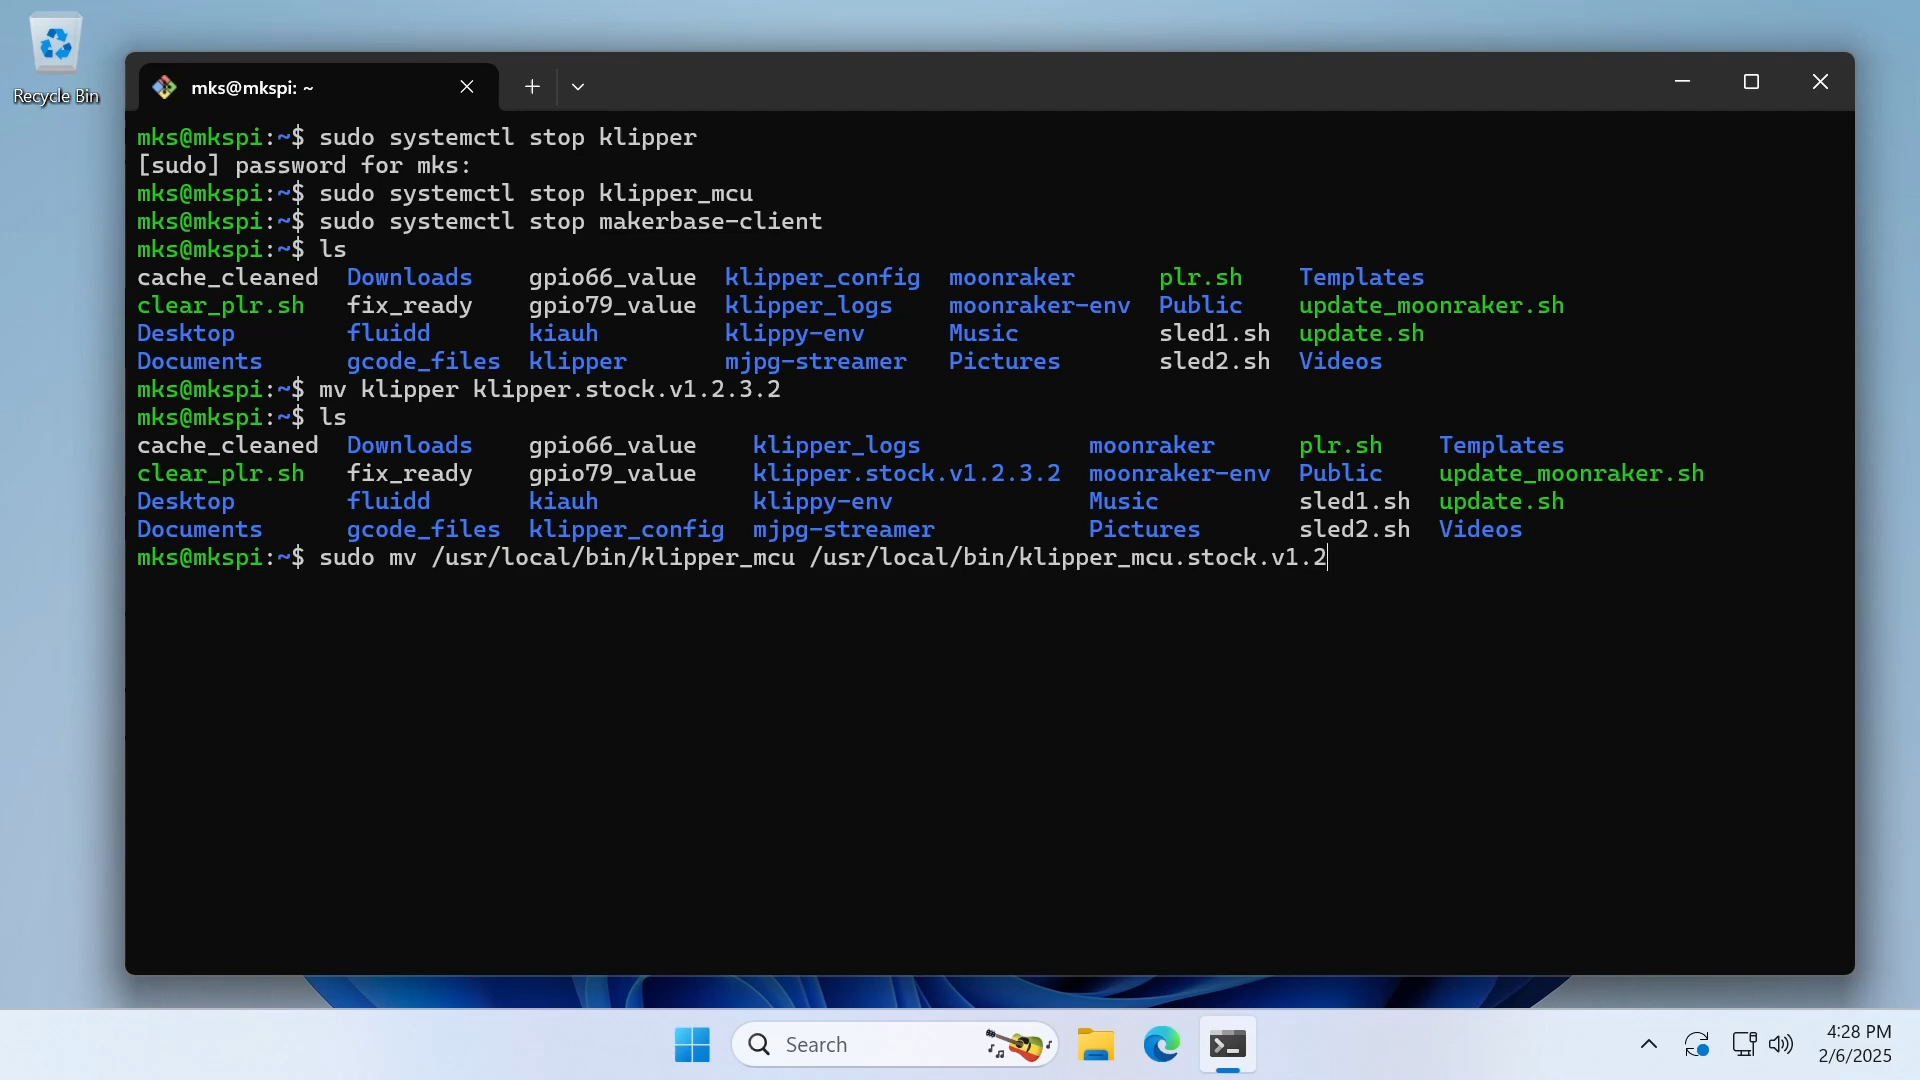 Recycle Bin
mks@mkspi: ~
mks@mkspi:~$ sudo systemctl stop klipper
[sudo] password for mks:
mks@mkspi:~$ sudo systemctl stop klipper_mcu
mks@mkspi:~$ sudo systemctl stop makerbase-client
mks@mkspi:~$ ls
cache_cleaned  Downloads    gpio66_value  klipper_config  moonraker      plr.sh    Templates
clear_plr.sh   fix_ready    gpio79_value  klipper_logs    moonraker-env  Public    update_moonraker.sh
Desktop        fluidd       kiauh         klippy-env      Music          sled1.sh  update.sh
Documents      gcode_files  klipper       mjpg-streamer   Pictures       sled2.sh  Videos
mks@mkspi:~$ mv klipper klipper.stock.v1.2.3.2
mks@mkspi:~$ ls
cache_cleaned  Downloads    gpio66_value    klipper_logs            moonraker      plr.sh    Templates
clear_plr.sh   fix_ready    gpio79_value    klipper.stock.v1.2.3.2  moonraker-env  Public    update_moonraker.sh
Desktop        fluidd       kiauh           klippy-env              Music          sled1.sh  update.sh
Documents      gcode_files  klipper_config  mjpg-streamer           Pictures       sled2.sh  Videos
mks@mkspi:~$ sudo mv /usr/local/bin/klipper_mcu /usr/local/bin/klipper_mcu.stock.v1.2
Search
4:28 PM
2/6/2025